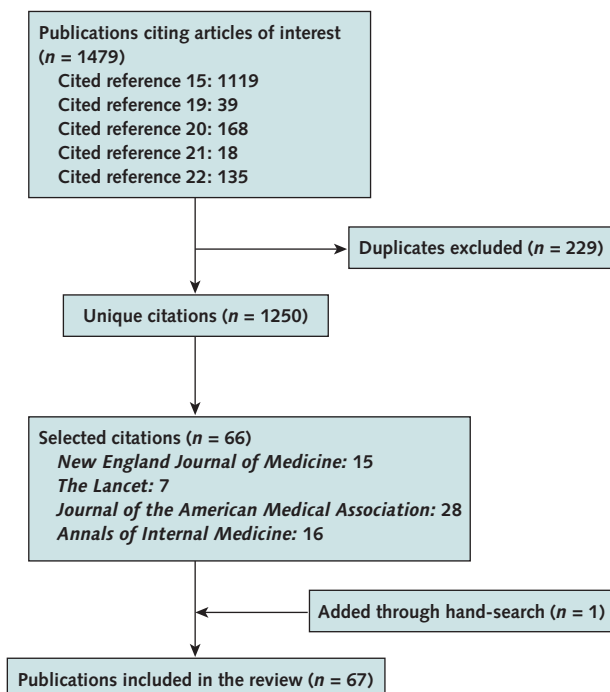 Publications citing articles of interest
(n = 1479)
Cited reference 15: 1119
Cited reference 19: 39
Cited reference 20: 168
Cited reference 21: 18
Cited reference 22: 135
Duplicates excluded (n = 229)
Unique citations (n = 1250)
Selected citations (n = 66)
New England Journal of Medicine: 15
The Lancet: 7
Journal of the American Medical Association: 28
Annals of Internal Medicine: 16
Added through hand-search (n = 1)
Publications included in the review (n = 67)